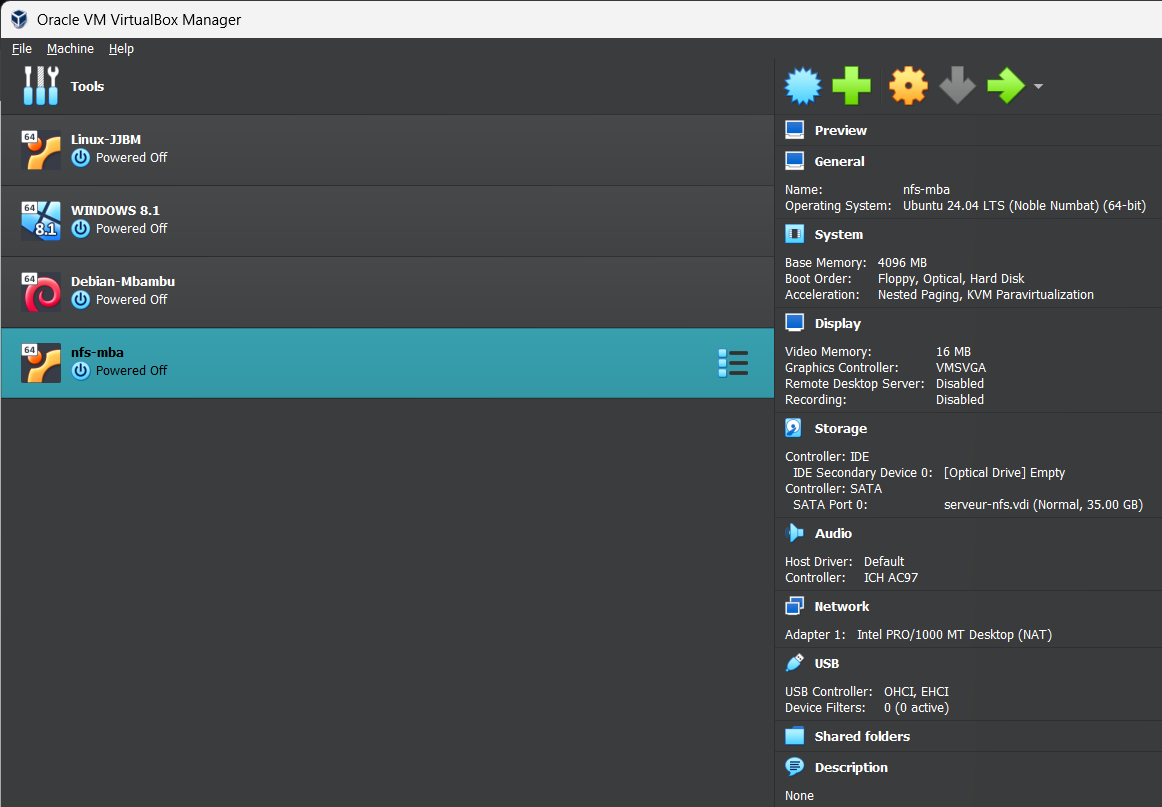 Oracle VM VirtualBox Manager
File Machine Help
Tools
64
Linux-JJBM
Powered Off
64
8.1
WINDOWS 8.1
Powered Off
64
Debian-Mbambu
Powered Off
64
nfs-mba
Powered Off
Preview
General
Name: nfs-mba
Operating System: Ubuntu 24.04 LTS (Noble Numbat) (64-bit)
System
Base Memory: 4096 MB
Boot Order: Floppy, Optical, Hard Disk
Acceleration: Nested Paging, KVM Paravirtualization
Display
Video Memory: 16 MB
Graphics Controller: VMSVGA
Remote Desktop Server: Disabled
Recording: Disabled
Storage
Controller: IDE
IDE Secondary Device 0: [Optical Drive] Empty
Controller: SATA
SATA Port 0: serveur-nfs.vdi (Normal, 35.00 GB)
Audio
Host Driver: Default
Controller: ICH AC97
Network
Adapter 1: Intel PRO/1000 MT Desktop (NAT)
USB
USB Controller: OHCI, EHCI
Device Filters: 0 (0 active)
Shared folders
Description
None